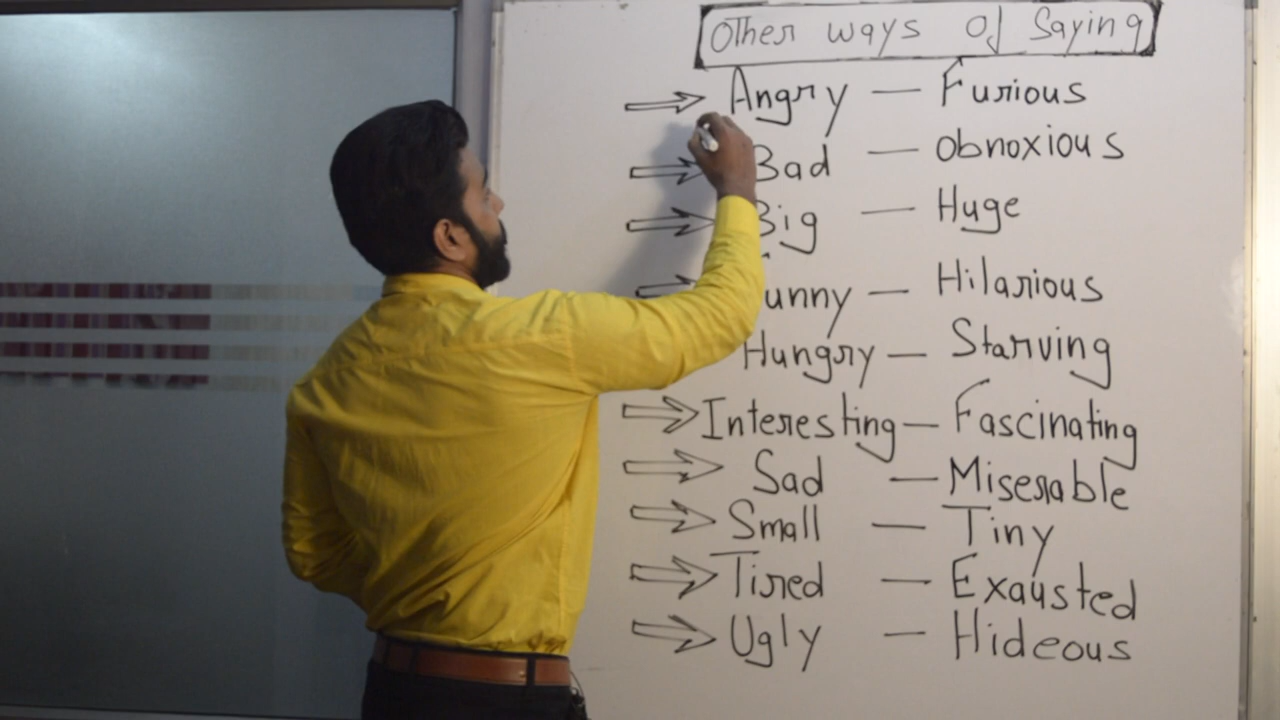 Other ways of Saying
Angry — Furious
Bad — obnoxious
Big — Huge
unny — Hilarious
Hungry — Starving
Interesting — Fascinating
Sad — Miserable
Small — Tiny
Tired — Exausted
Ugly — Hideous